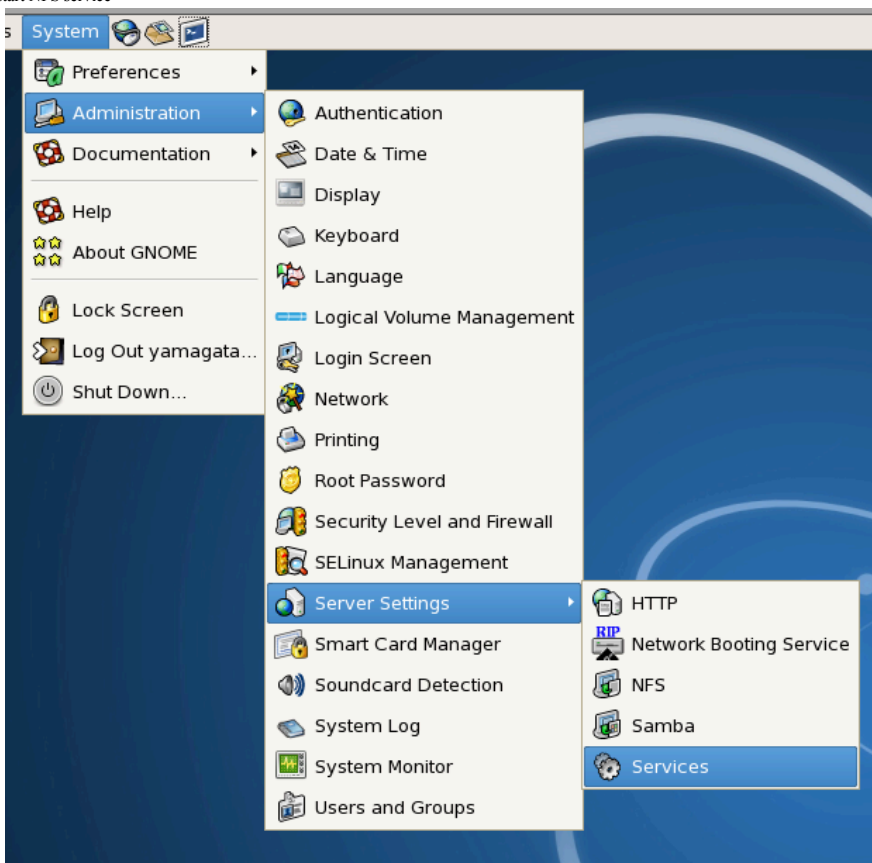 System
Preferences
Administration
Documentation
Help
About GNOME
Lock Screen
Log Out yamagata...
Shut Down...
Authentication
Date & Time
Display
Keyboard
Language
Logical Volume Management
Login Screen
Network
Printing
Root Password
Security Level and Firewall
SELinux Management
Server Settings
Smart Card Manager
Soundcard Detection
System Log
System Monitor
Users and Groups
HTTP
RIP
Network Booting Service
NFS
Samba
Services